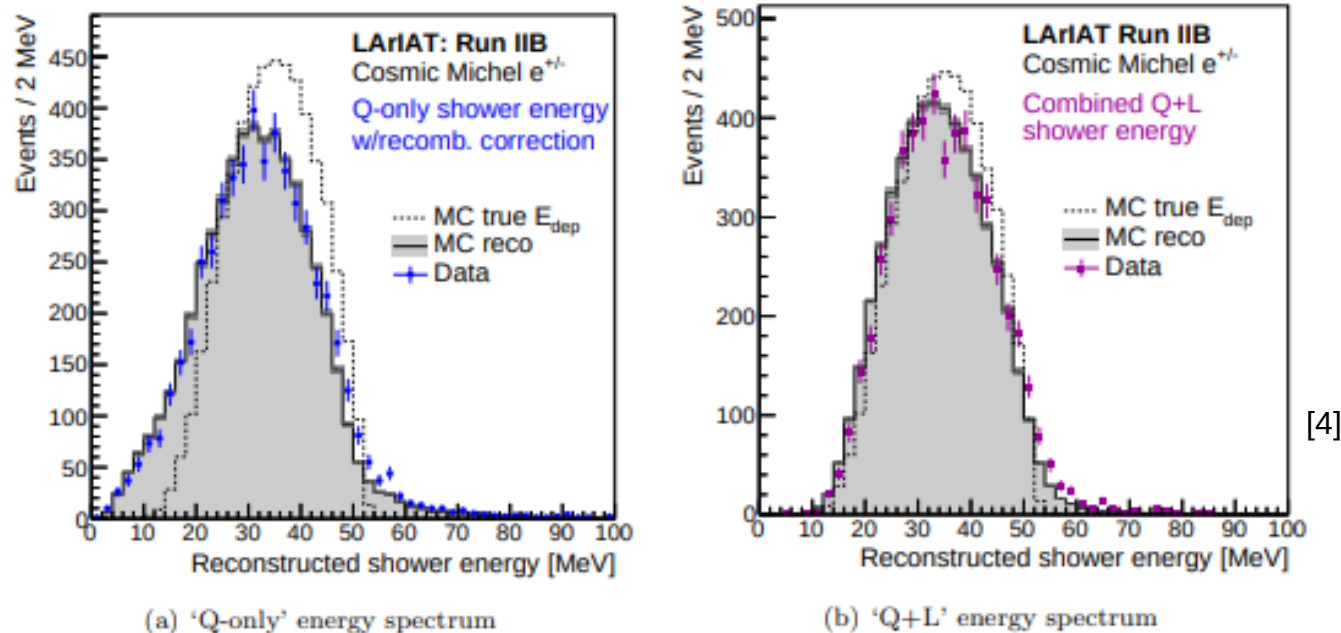 Events / 2 MeV
450
400
350
300
250
200
150
100
50
0
LArIAT: Run IIB
Cosmic Michel e+/-
Q-only shower energy
w/recomb. correction
MC true Edep
MC reco
Data
0 10 20 30 40 50 60 70 80 90 100
Reconstructed shower energy [MeV]
(a) ‘Q-only’ energy spectrum
Events / 2 MeV
500
400
300
200
100
0
LArIAT Run IIB
Cosmic Michel e+/-
Combined Q+L
shower energy
MC true Edep
MC reco
Data
0 10 20 30 40 50 60 70 80 90 100
Reconstructed shower energy [MeV]
(b) ‘Q+L’ energy spectrum
[4]